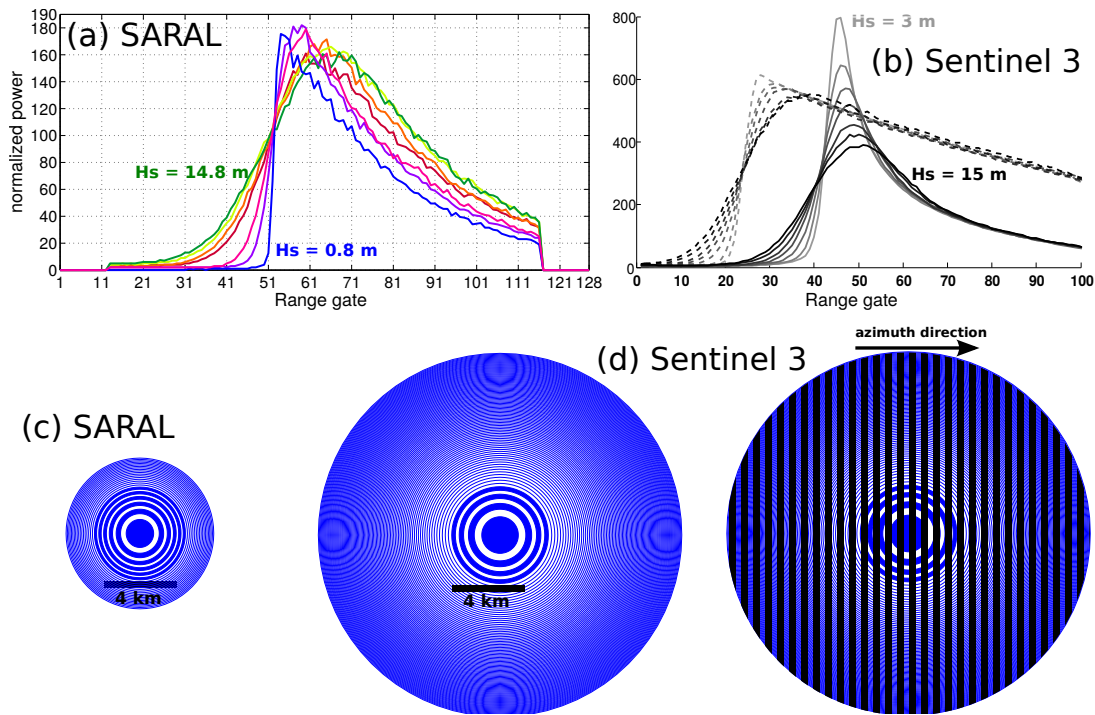 (a) SARAL
normalized power
190
180
160
140
120
100
80
60
40
20
0
Hs = 14.8 m
Hs = 0.8 m
1 11 21 31 41 51 61 71 81 91 101 111 121 128
Range gate
(b) Sentinel 3
800
600
400
200
0
Hs = 3 m
Hs = 15 m
0 10 20 30 40 50 60 70 80 90 100
Range gate
(c) SARAL
4 km
(d) Sentinel 3
4 km
azimuth direction